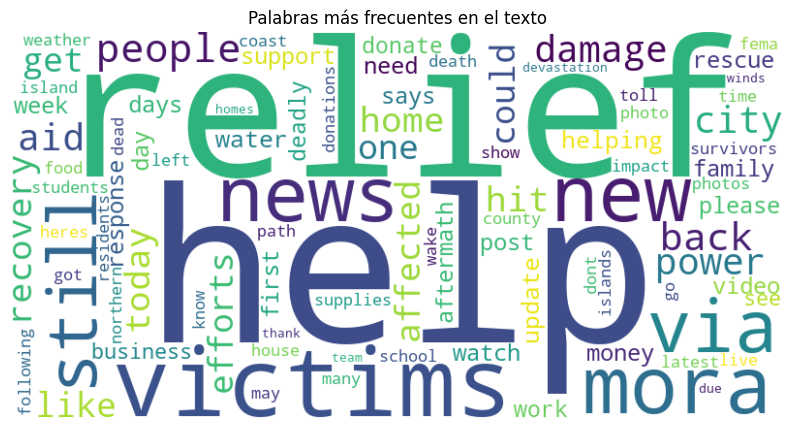 Palabras más frecuentes en el texto
weather
get
people
coast
support
donate
need
death
could
damage
fema
rescue
winds
island
week
days
relief
devastation
says
home
toll
time
photo
city
aid
day
homes
water
deadly
donations
one
helping
survivors
food
dead
left
show
impact
family
students
recovery
still
response
residents
news
help
hit
new
photos
please
heres
got
today
northern
path
affected
aftermath
wake
county
post
back
power
efforts
first
know
supplies
update
dont
islands
go
video
see
via
following
business
house
thank
team
many
may
school
watch
money
latest
live
due
like
victims
work
mora